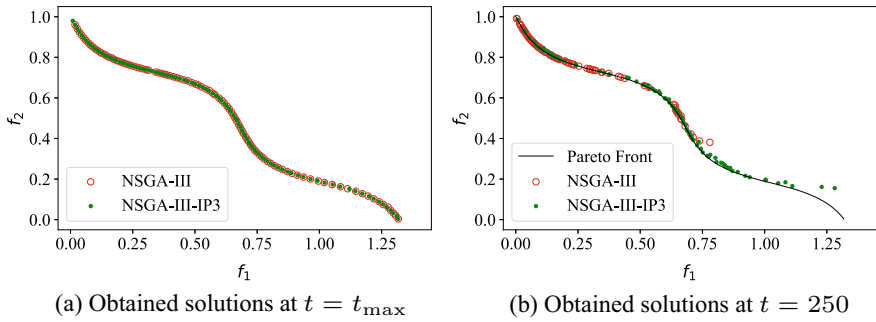 1.0
0.8
0.6
0.4
0.2
0.0
f2
NSGA-III
NSGA-III-IP3
0.00 0.25 0.50 0.75 1.00 1.25
f1
(a) Obtained solutions at t = tmax
1.0
0.8
0.6
0.4
0.2
0.0
f2
Pareto Front
NSGA-III
NSGA-III-IP3
0.00 0.25 0.50 0.75 1.00 1.25
f1
(b) Obtained solutions at t = 250